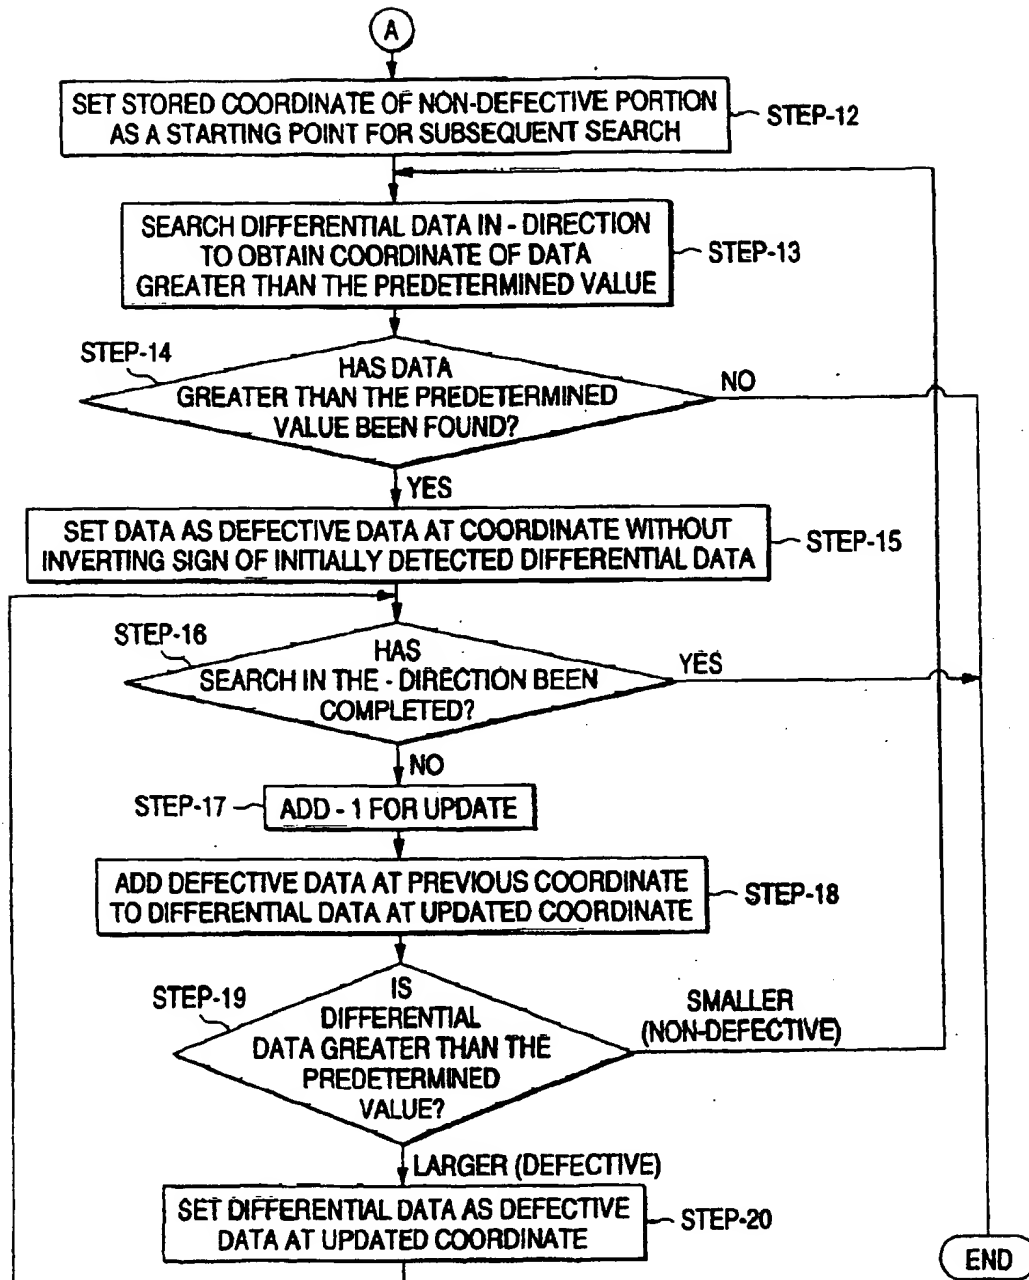 A
SET STORED COORDINATE OF NON-DEFECTIVE PORTION
AS A STARTING POINT FOR SUBSEQUENT SEARCH
STEP-12
SEARCH DIFFERENTIAL DATA IN - DIRECTION
TO OBTAIN COORDINATE OF DATA
GREATER THAN THE PREDETERMINED VALUE
STEP-13
STEP-14
HAS DATA
GREATER THAN THE PREDETERMINED
VALUE BEEN FOUND?
NO
YES
SET DATA AS DEFECTIVE DATA AT COORDINATE WITHOUT
INVERTING SIGN OF INITIALLY DETECTED DIFFERENTIAL DATA
STEP-15
STEP-16
HAS
SEARCH IN THE - DIRECTION BEEN
COMPLETED?
YES
NO
STEP-17
ADD - 1 FOR UPDATE
ADD DEFECTIVE DATA AT PREVIOUS COORDINATE
TO DIFFERENTIAL DATA AT UPDATED COORDINATE
STEP-18
STEP-19
IS
DIFFERENTIAL
DATA GREATER THAN THE
PREDETERMINED
VALUE?
SMALLER
(NON-DEFECTIVE)
LARGER (DEFECTIVE)
SET DIFFERENTIAL DATA AS DEFECTIVE
DATA AT UPDATED COORDINATE
STEP-20
END